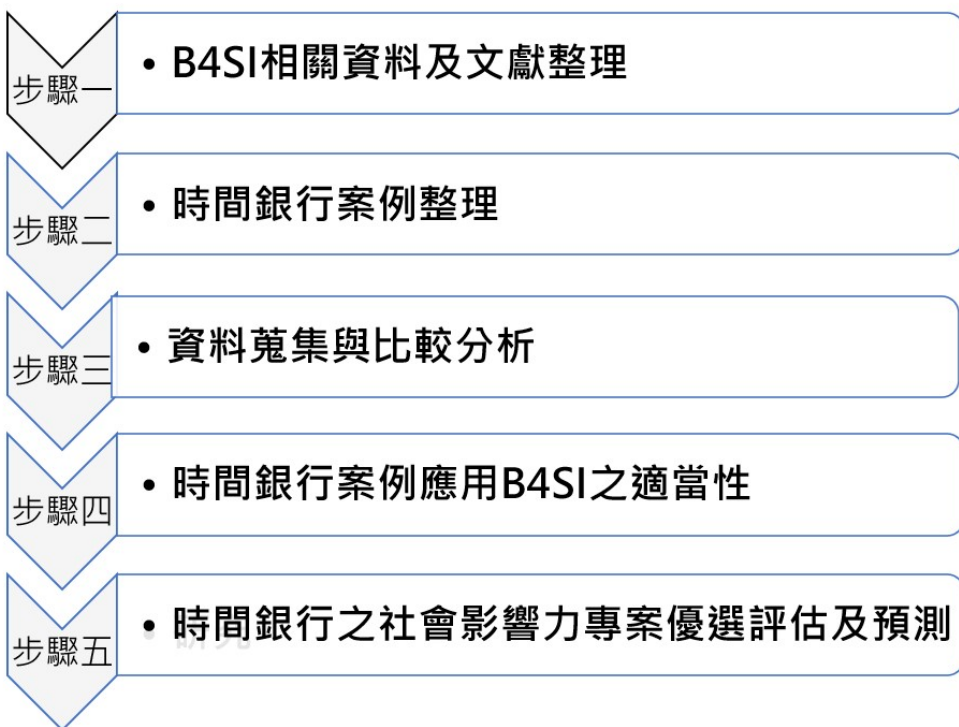 步驟一
• B4SI相關資料及文獻整理
步驟二
• 時間銀行案例整理
步驟三
• 資料蒐集與比較分析
步驟四
• 時間銀行案例應用B4SI之適當性
步驟五
• 時間銀行之社會影響力專案優選評估及預測